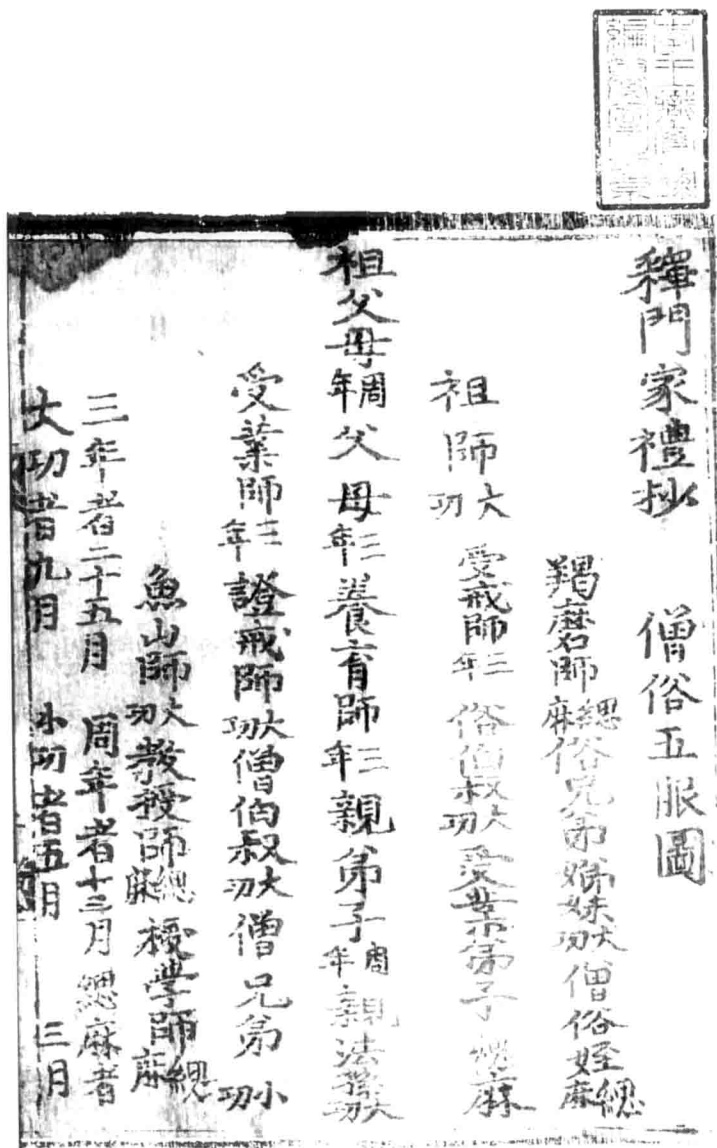 釋門家禮抄　僧俗五服圖
羯磨師緦麻俗兄弟姊妹大功僧俗姪緦麻
祖師大功　受戒師三年　俗伯叔大功　受業弟子緦麻
祖父母周年父母三年養育師三年親弟子周年親法孫大功
受業師三年證戒師大功僧伯叔大功僧兄弟小功
魚山師大功教授師緦麻授學師緦麻
三年者二十五月　周年者十三月　緦麻者
大功者九月　小功者五月　三月